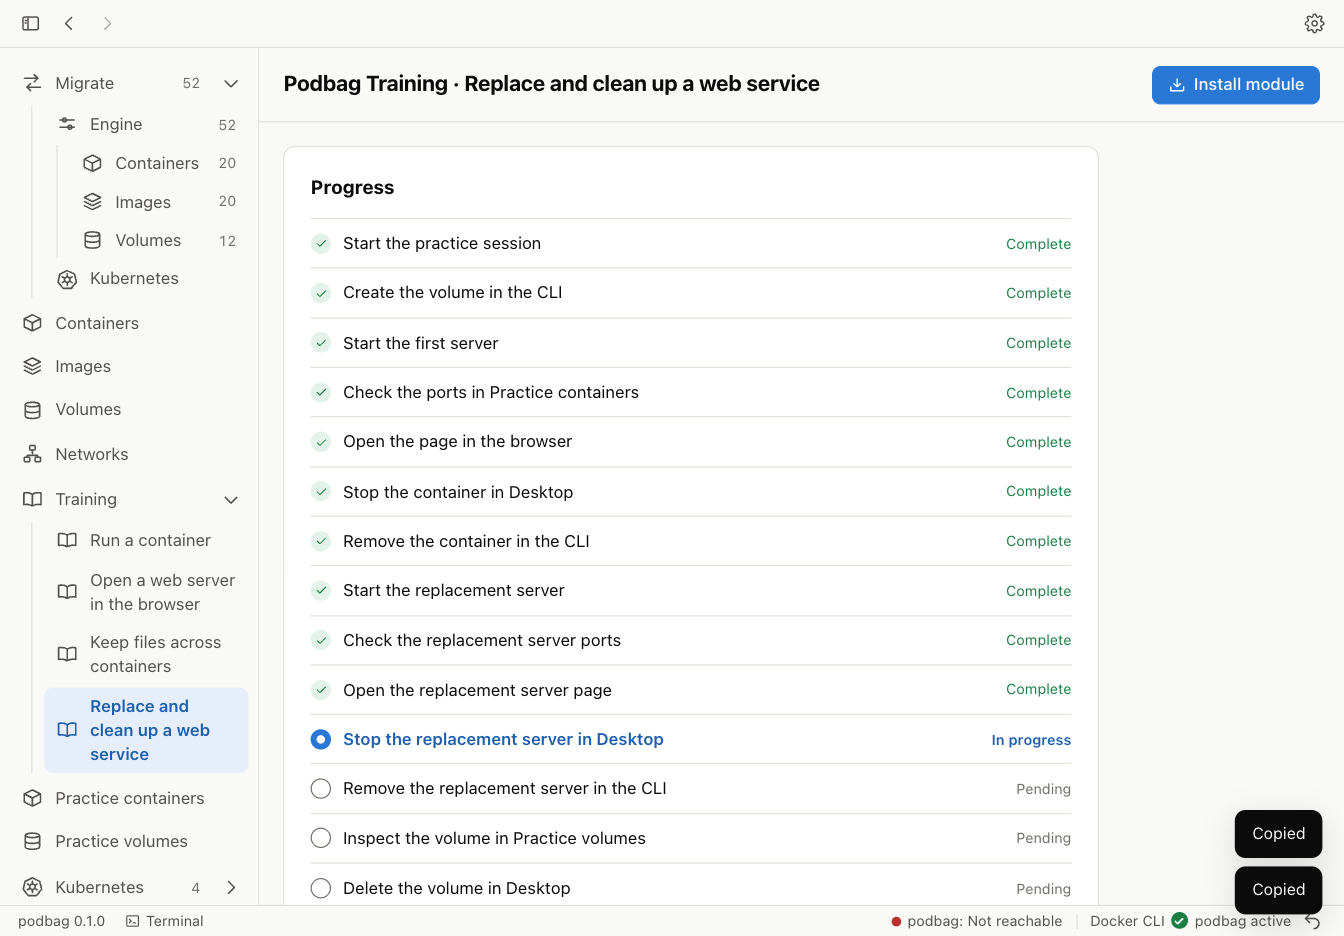 Migrate 52
Engine 52
Containers 20
Images 20
Volumes 12
Kubernetes
Containers
Images
Volumes
Networks
Training
Run a container
Open a web server
in the browser
Keep files across
containers
Replace and
clean up a web
service
Practice containers
Practice volumes
Kubernetes 4
Podbag Training · Replace and clean up a web service
Install module
Progress
Start the practice session Complete
Create the volume in the CLI Complete
Start the first server Complete
Check the ports in Practice containers Complete
Open the page in the browser Complete
Stop the container in Desktop Complete
Remove the container in the CLI Complete
Start the replacement server Complete
Check the replacement server ports Complete
Open the replacement server page Complete
Stop the replacement server in Desktop In progress
Remove the replacement server in the CLI Pending
Inspect the volume in Practice volumes Pending
Delete the volume in Desktop Pending
Copied
Copied
podbag 0.1.0 Terminal podbag: Not reachable Docker CLI podbag active